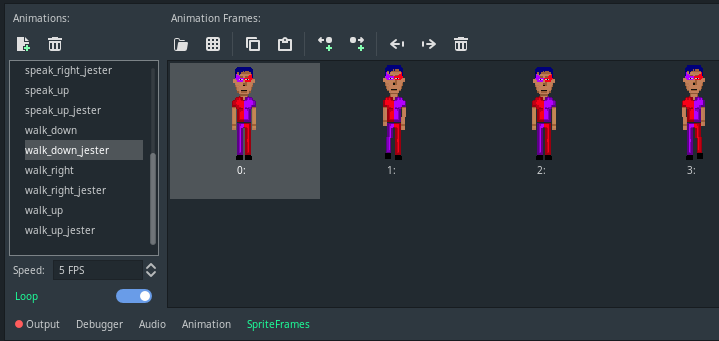 Animations:
Animation Frames:
speak_right_jester
speak_up
speak_up_jester
walk_down
walk_down_jester
walk_right
walk_right_jester
walk_up
walk_up_jester
0:
1:
2:
3:
Speed: 5 FPS
Loop
Output Debugger Audio Animation SpriteFrames